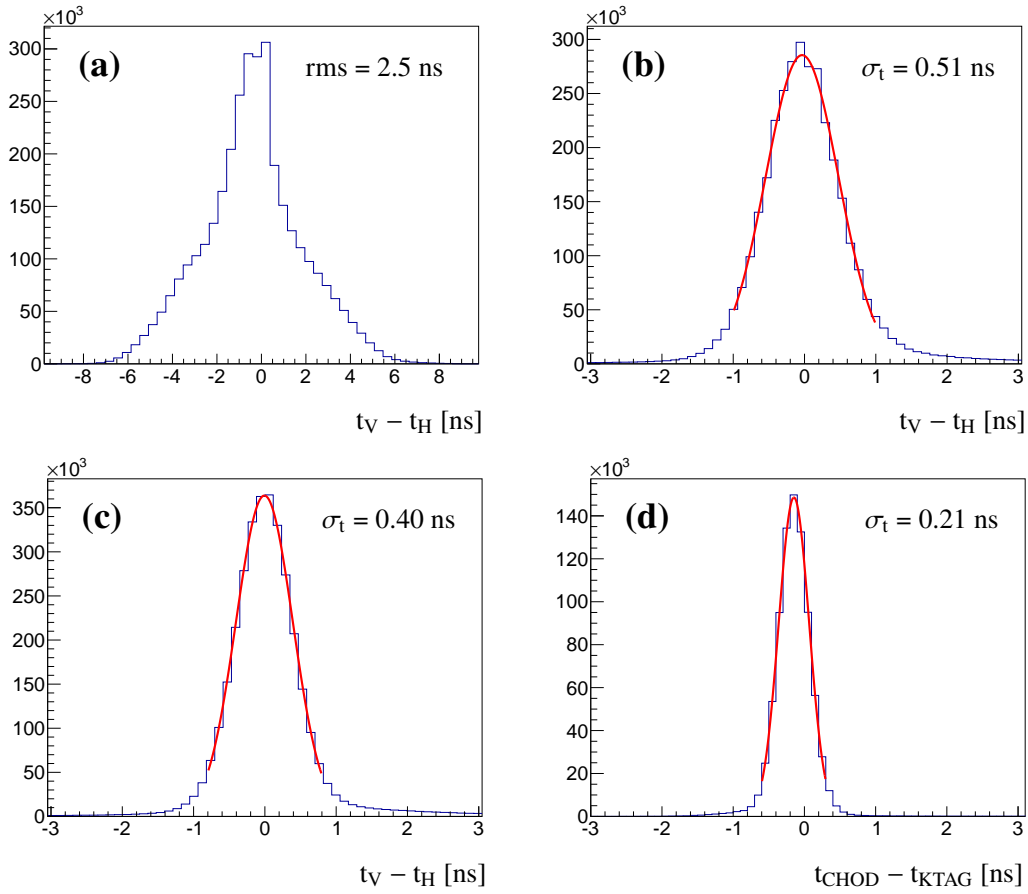 ×10³
(a)
rms = 2.5 ns
300
250
200
150
100
50
0
-8 -6 -4 -2 0 2 4 6 8
t_V − t_H [ns]
×10³
(b)
σ_t = 0.51 ns
300
250
200
150
100
50
0
-3 -2 -1 0 1 2 3
t_V − t_H [ns]
×10³
(c)
σ_t = 0.40 ns
350
300
250
200
150
100
50
0
-3 -2 -1 0 1 2 3
t_V − t_H [ns]
×10³
(d)
σ_t = 0.21 ns
140
120
100
80
60
40
20
0
-3 -2 -1 0 1 2 3
t_CHOD − t_KTAG [ns]